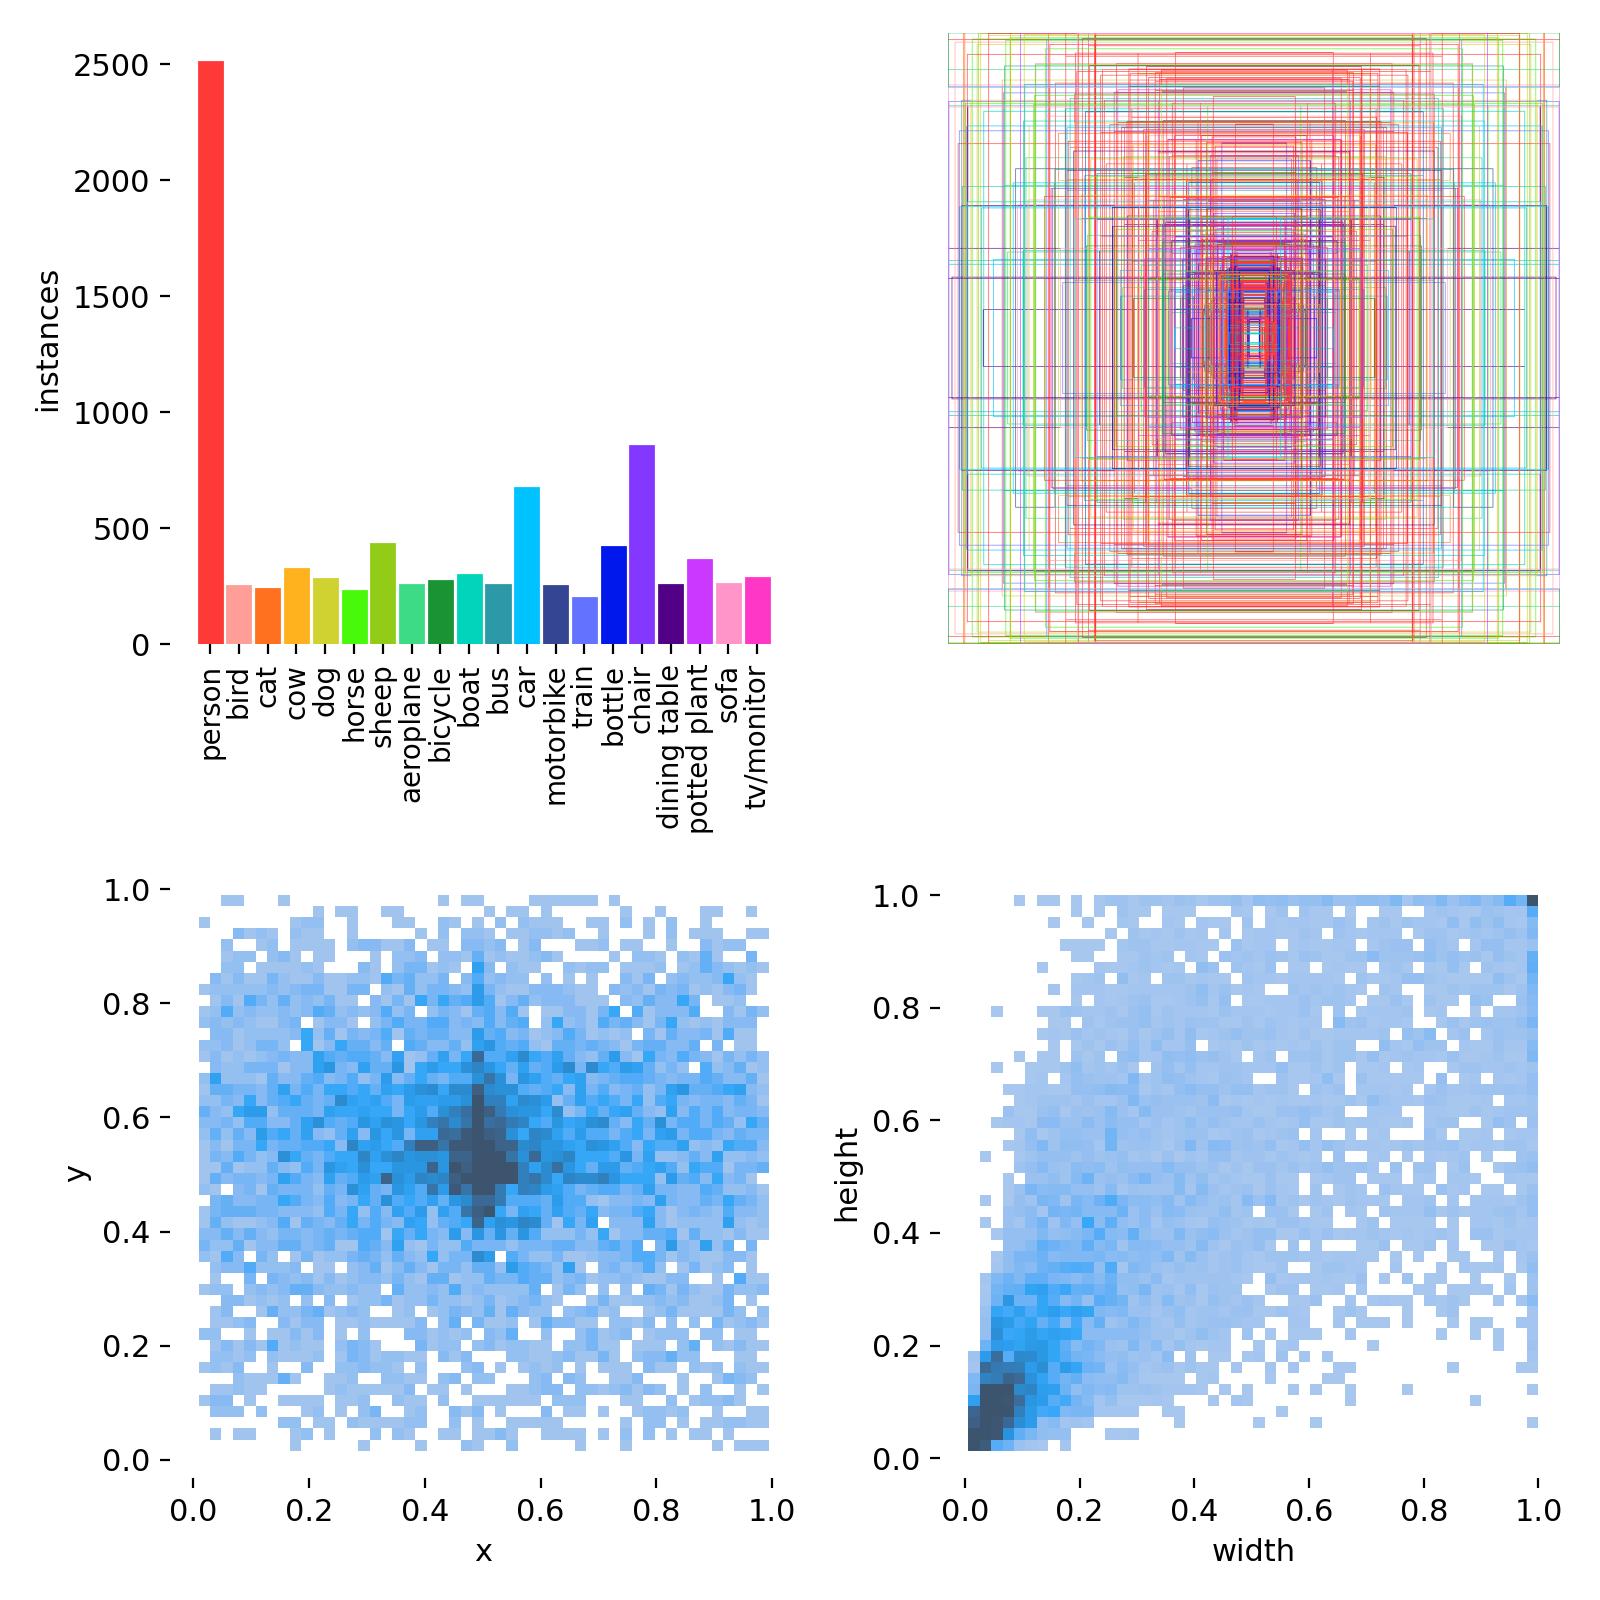 instances
2500
2000
1500
1000
500
0
person
bird
cat
cow
dog
horse
sheep
aeroplane
bicycle
boat
bus
car
motorbike
train
bottle
chair
dining table
potted plant
sofa
tv/monitor
y
1.0
0.8
0.6
0.4
0.2
0.0
0.0 0.2 0.4 0.6 0.8 1.0
x
height
1.0
0.8
0.6
0.4
0.2
0.0
0.0 0.2 0.4 0.6 0.8 1.0
width